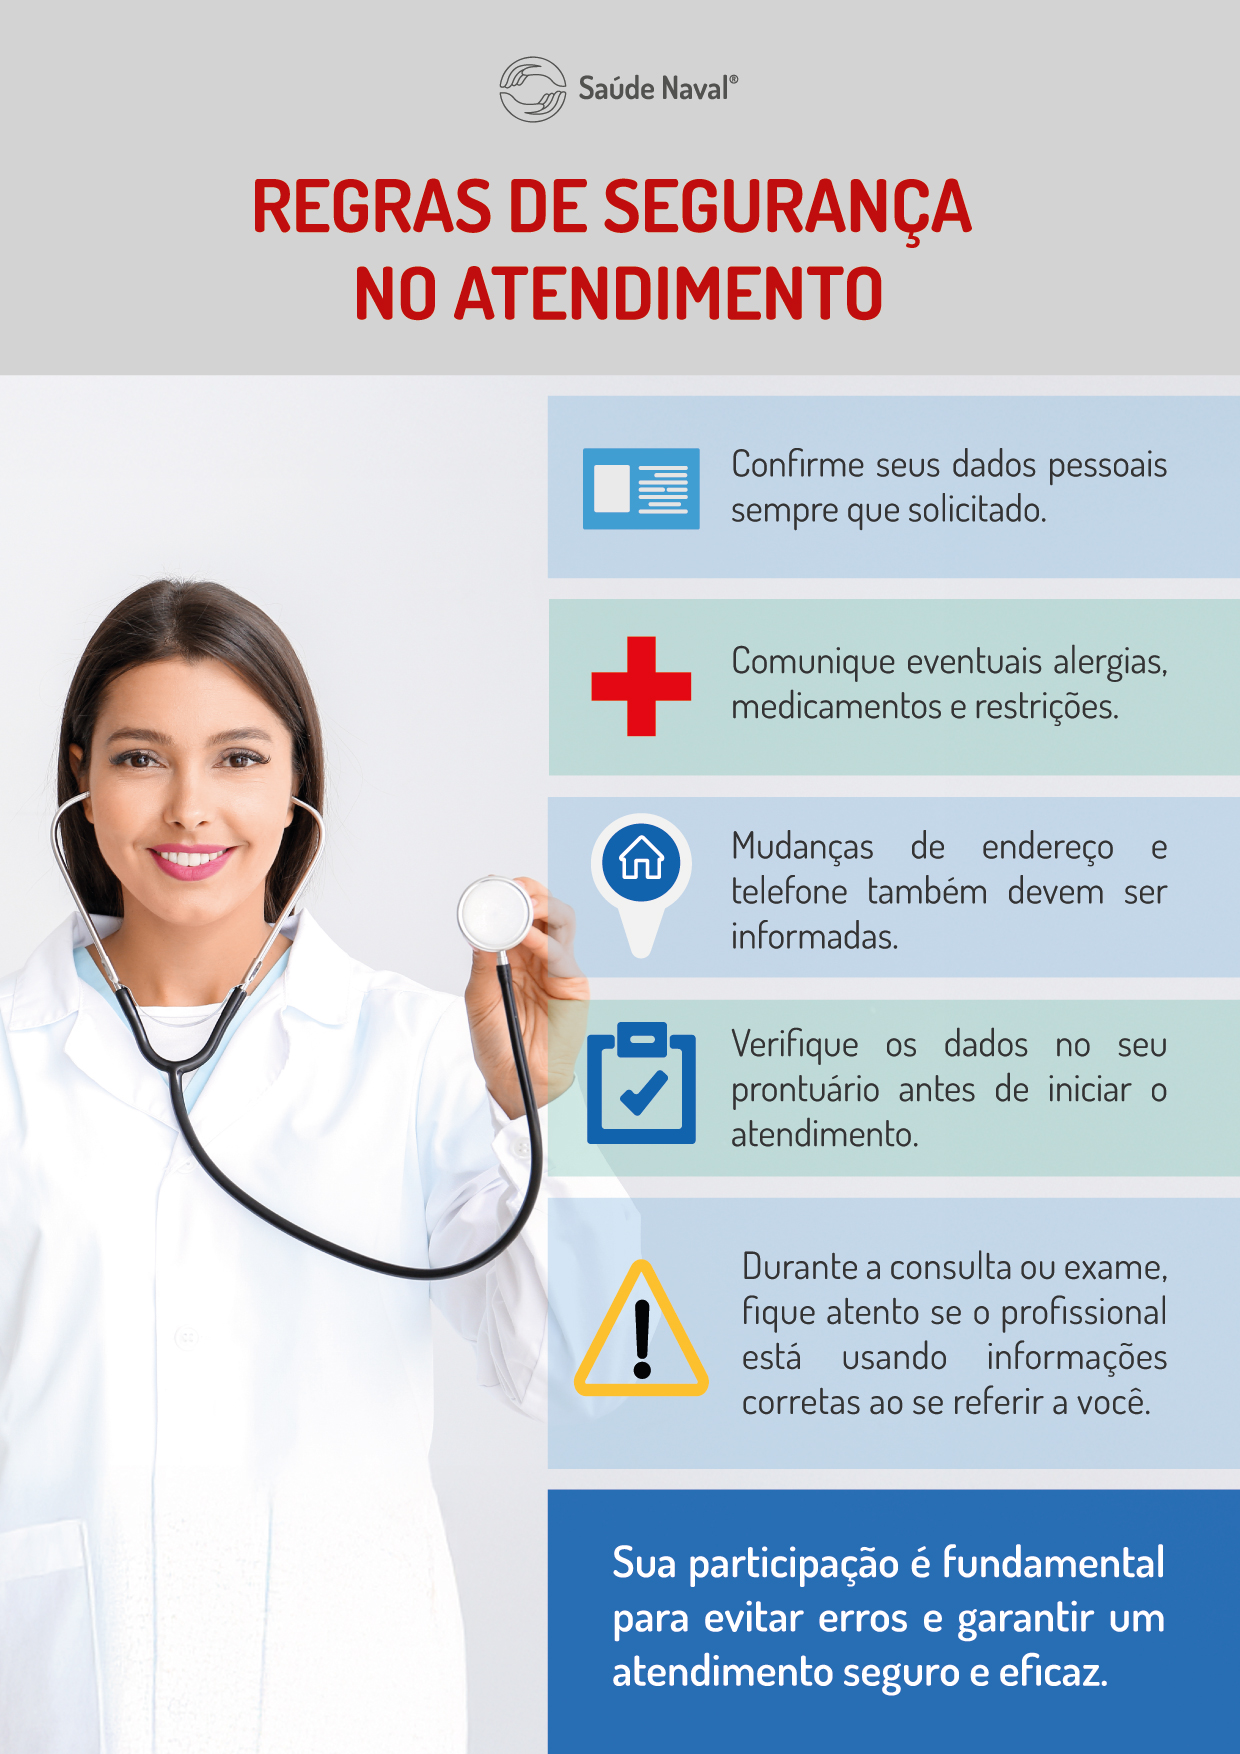 Saúde Naval®
REGRAS DE SEGURANÇA
NO ATENDIMENTO
Confirme seus dados pessoais
sempre que solicitado.
Comunique eventuais alergias,
medicamentos e restrições.
Mudanças de endereço e
telefone também devem ser
informadas.
Verifique os dados no seu
prontuário antes de iniciar o
atendimento.
Durante a consulta ou exame,
fique atento se o profissional
está usando informações
corretas ao se referir a você.
Sua participação é fundamental
para evitar erros e garantir um
atendimento seguro e eficaz.